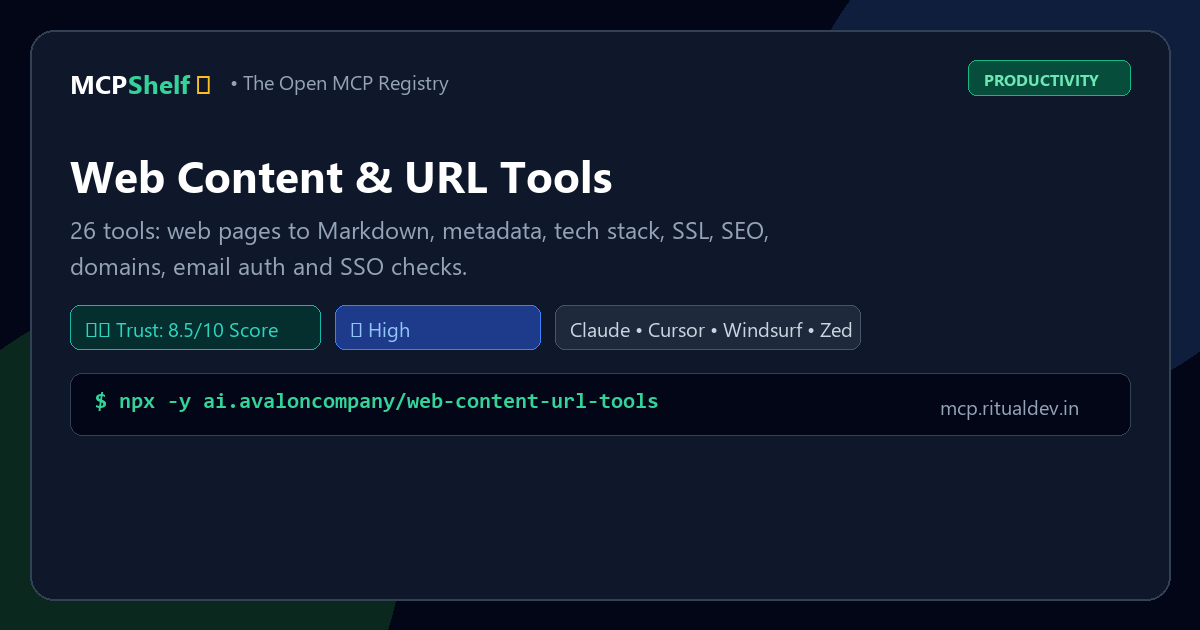 MCPShelf • The Open MCP Registry
PRODUCTIVITY
Web Content & URL Tools
26 tools: web pages to Markdown, metadata, tech stack, SSL, SEO,
domains, email auth and SSO checks.
Trust: 8.5/10 Score
High
Claude • Cursor • Windsurf • Zed
$ npx -y ai.avaloncompany/web-content-url-tools
mcp.ritualdev.in